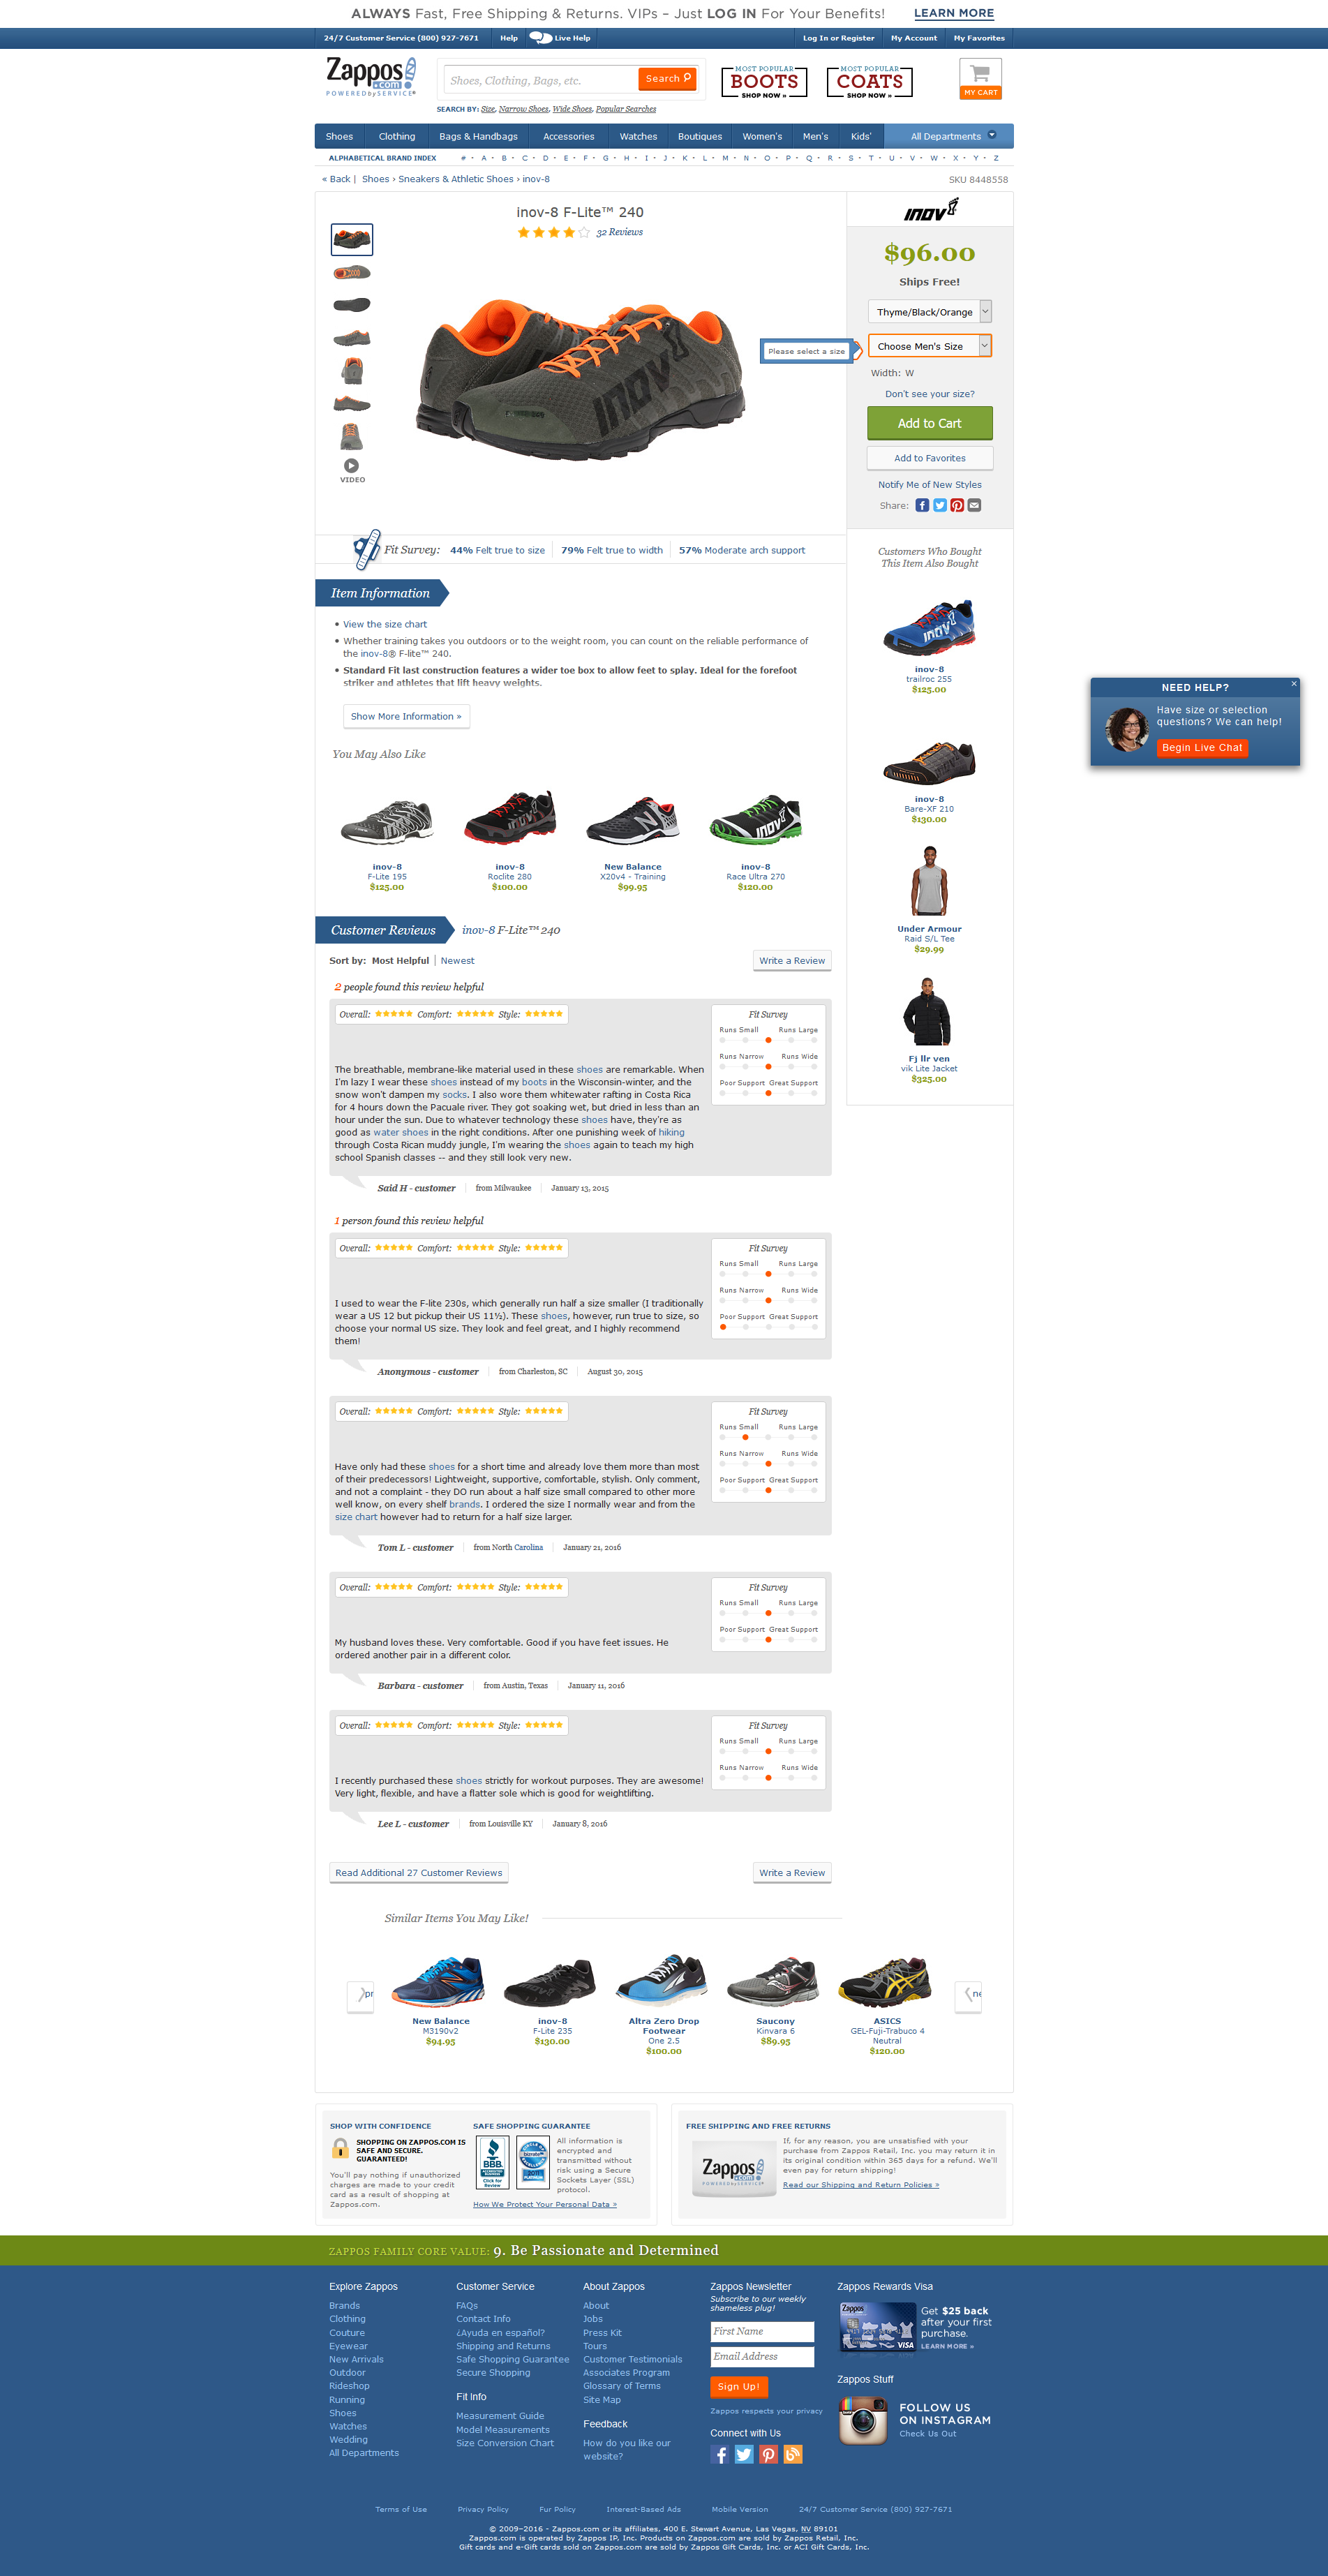 ALWAYS Fast, Free Shipping & Returns. VIPs – Just LOG IN For Your Benefits! LEARN MORE
24/7 Customer Service (800) 927-7671 Help Live Help Log In or Register My Account My Favorites
Zappos.com
POWERED by SERVICE®
Shoes, Clothing, Bags, etc. Search
MOST POPULAR BOOTS SHOP NOW »
MOST POPULAR COATS SHOP NOW »
MY CART
SEARCH BY: Size, Narrow Shoes, Wide Shoes, Popular Searches
Shoes Clothing Bags & Handbags Accessories Watches Boutiques Women's Men's Kids' All Departments
ALPHABETICAL BRAND INDEX # · A · B · C · D · E · F · G · H · I · J · K · L · M · N · O · P · Q · R · S · T · U · V · W · X · Y · Z
« Back | Shoes › Sneakers & Athletic Shoes › inov-8 SKU 8448558
inov-8 F-Lite™ 240
32 Reviews
VIDEO
INOV8
$96.00
Ships Free!
Thyme/Black/Orange
Please select a size
Choose Men's Size
Width: W
Don't see your size?
Add to Cart
Add to Favorites
Notify Me of New Styles
Share:
Fit Survey: 44% Felt true to size 79% Felt true to width 57% Moderate arch support
Item Information
• View the size chart
• Whether training takes you outdoors or to the weight room, you can count on the reliable performance of
the inov-8® F-lite™ 240.
• Standard Fit last construction features a wider toe box to allow feet to splay. Ideal for the forefoot
striker and athletes that lift heavy weights.
Show More Information »
Customers Who Bought
This Item Also Bought
inov-8
trailroc 255
$125.00
inov-8
Bare-XF 210
$130.00
Under Armour
Raid S/L Tee
$29.99
Fj llr ven
vik Lite Jacket
$325.00
NEED HELP? ×
Have size or selection
questions? We can help!
Begin Live Chat
You May Also Like
inov-8
F-Lite 195
$125.00
inov-8
Roclite 280
$100.00
New Balance
X20v4 - Training
$99.95
inov-8
Race Ultra 270
$120.00
Customer Reviews inov-8 F-Lite™ 240
Sort by: Most Helpful | Newest Write a Review
2 people found this review helpful
Overall: Comfort: Style:
Fit Survey
Runs Small Runs Large
Runs Narrow Runs Wide
Poor Support Great Support
The breathable, membrane-like material used in these shoes are remarkable. When
I'm lazy I wear these shoes instead of my boots in the Wisconsin-winter, and the
snow won't dampen my socks. I also wore them whitewater rafting in Costa Rica
for 4 hours down the Pacuale river. They got soaking wet, but dried in less than an
hour under the sun. Due to whatever technology these shoes have, they're as
good as water shoes in the right conditions. After one punishing week of hiking
through Costa Rican muddy jungle, I'm wearing the shoes again to teach my high
school Spanish classes -- and they still look very new.
Said H - customer from Milwaukee January 13, 2015
1 person found this review helpful
Overall: Comfort: Style:
Fit Survey
Runs Small Runs Large
Runs Narrow Runs Wide
Poor Support Great Support
I used to wear the F-lite 230s, which generally run half a size smaller (I traditionally
wear a US 12 but pickup their US 11½). These shoes, however, run true to size, so
choose your normal US size. They look and feel great, and I highly recommend
them!
Anonymous - customer from Charleston, SC August 30, 2015
Overall: Comfort: Style:
Fit Survey
Runs Small Runs Large
Runs Narrow Runs Wide
Poor Support Great Support
Have only had these shoes for a short time and already love them more than most
of their predecessors! Lightweight, supportive, comfortable, stylish. Only comment,
and not a complaint - they DO run about a half size small compared to other more
well know, on every shelf brands. I ordered the size I normally wear and from the
size chart however had to return for a half size larger.
Tom L - customer from North Carolina January 21, 2016
Overall: Comfort: Style:
Fit Survey
Runs Small Runs Large
Poor Support Great Support
My husband loves these. Very comfortable. Good if you have feet issues. He
ordered another pair in a different color.
Barbara - customer from Austin, Texas January 11, 2016
Overall: Comfort: Style:
Fit Survey
Runs Small Runs Large
Runs Narrow Runs Wide
I recently purchased these shoes strictly for workout purposes. They are awesome!
Very light, flexible, and have a flatter sole which is good for weightlifting.
Lee L - customer from Louisville KY January 8, 2016
Read Additional 27 Customer Reviews Write a Review
Similar Items You May Like!
pr
New Balance
M3190v2
$94.95
inov-8
F-Lite 235
$130.00
Altra Zero Drop
Footwear
One 2.5
$100.00
Saucony
Kinvara 6
$89.95
ASICS
GEL-Fuji-Trabuco 4
Neutral
$120.00
ne
SHOP WITH CONFIDENCE
SHOPPING ON ZAPPOS.COM IS
SAFE AND SECURE.
GUARANTEED!
You'll pay nothing if unauthorized
charges are made to your credit
card as a result of shopping at
Zappos.com.
SAFE SHOPPING GUARANTEE
BBB
ACCREDITED BUSINESS
Click for
Review
bizrate
All information is
encrypted and
transmitted without
risk using a Secure
Sockets Layer (SSL)
protocol.
How We Protect Your Personal Data »
FREE SHIPPING AND FREE RETURNS
Zappos.com
POWERED by SERVICE®
If, for any reason, you are unsatisfied with your
purchase from Zappos Retail, Inc. you may return it in
its original condition within 365 days for a refund. We'll
even pay for return shipping!
Read our Shipping and Return Policies »
ZAPPOS FAMILY CORE VALUE: 9. Be Passionate and Determined
Explore Zappos
Brands
Clothing
Couture
Eyewear
New Arrivals
Outdoor
Rideshop
Running
Shoes
Watches
Wedding
All Departments
Customer Service
FAQs
Contact Info
¿Ayuda en español?
Shipping and Returns
Safe Shopping Guarantee
Secure Shopping
Fit Info
Measurement Guide
Model Measurements
Size Conversion Chart
About Zappos
About
Jobs
Press Kit
Tours
Customer Testimonials
Associates Program
Glossary of Terms
Site Map
Feedback
How do you like our
website?
Zappos Newsletter
Subscribe to our weekly
shameless plug!
First Name
Email Address
Sign Up!
Zappos respects your privacy
Connect with Us
Zappos Rewards Visa
Zappos
VISA
Get $25 back
after your first
purchase.
LEARN MORE »
Zappos Stuff
FOLLOW US
ON INSTAGRAM
Check Us Out
Terms of Use Privacy Policy Fur Policy Interest-Based Ads Mobile Version 24/7 Customer Service (800) 927-7671
© 2009–2016 - Zappos.com or its affiliates, 400 E. Stewart Avenue, Las Vegas, NV 89101
Zappos.com is operated by Zappos IP, Inc. Products on Zappos.com are sold by Zappos Retail, Inc.
Gift cards and e-Gift cards sold on Zappos.com are sold by Zappos Gift Cards, Inc. or ACI Gift Cards, Inc.